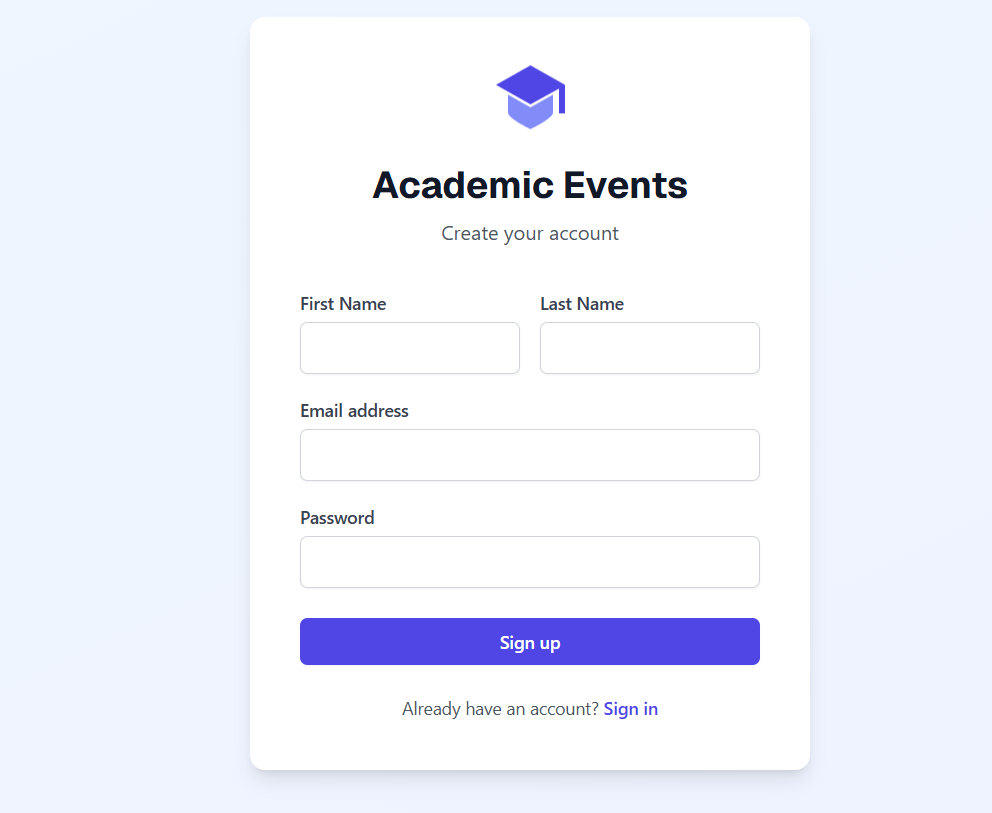 Academic Events
Create your account
First Name Last Name
Email address
Password
Sign up
Already have an account? Sign in